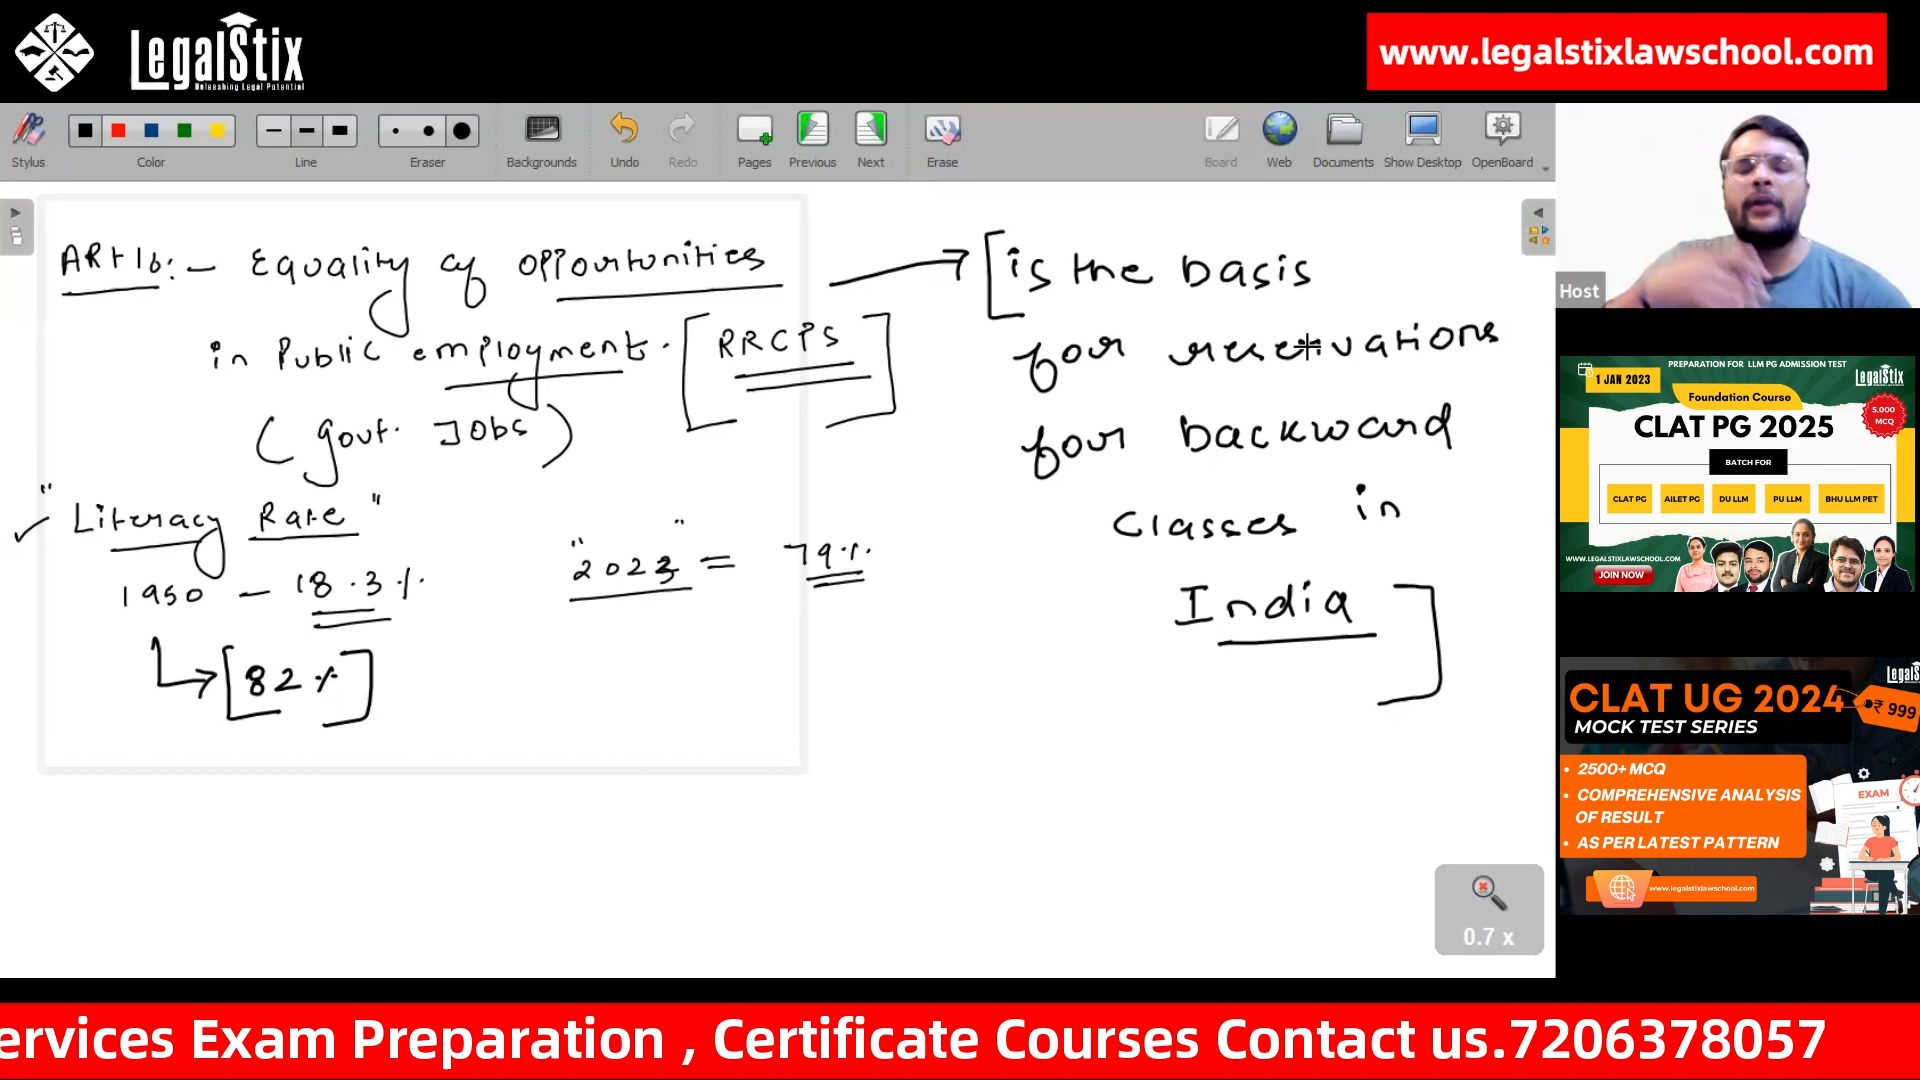 LegalStix
Unleashing Legal Potential
www.legalstixlawschool.com
Stylus
Color
Line
Eraser
Backgrounds
Undo
Redo
Pages
Previous
Next
Erase
Board
Web
Documents
Show Desktop
OpenBoard
ART 16:- Equality of opportunities
in Public employment. [RRCPS]
(Govt. Jobs)
"Literacy Rate"
1950 - 18.3%
[82%]
"2023" = 79%
[is the basis
for reservations
for backward
classes in
India]
0.7 x
Host
1 JAN 2023
PREPARATION FOR LLM PG ADMISSION TEST
LegalStix
Foundation Course
5,000
MCQ
CLAT PG 2025
BATCH FOR
CLAT PG
AILET PG
DU LLM
PU LLM
BHU LLM PET
WWW.LEGALSTIXLAWSCHOOL.COM
JOIN NOW
CLAT UG 2024
₹ 999
MOCK TEST SERIES
• 2500+ MCQ
• COMPREHENSIVE ANALYSIS
OF RESULT
• AS PER LATEST PATTERN
EXAM
www.legalstixlawschool.com
ervices Exam Preparation , Certificate Courses Contact us.7206378057